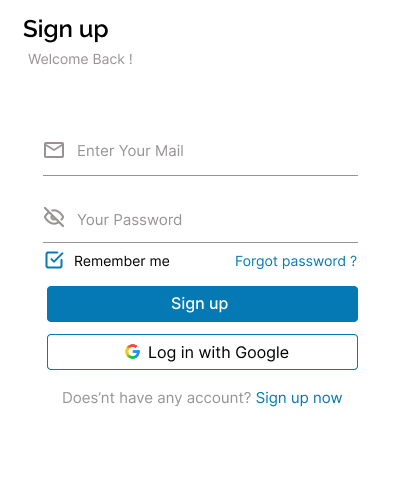 Sign up
Welcome Back !
Enter Your Mail
Your Password
Remember me Forgot password ?
Sign up
Log in with Google
Does'nt have any account? Sign up now